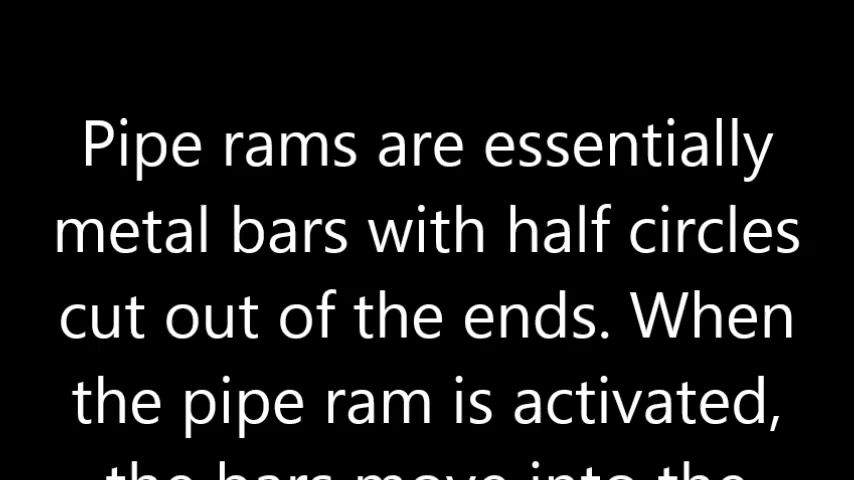 Pipe rams are essentially
metal bars with half circles
cut out of the ends. When
the pipe ram is activated,
the bars move into the